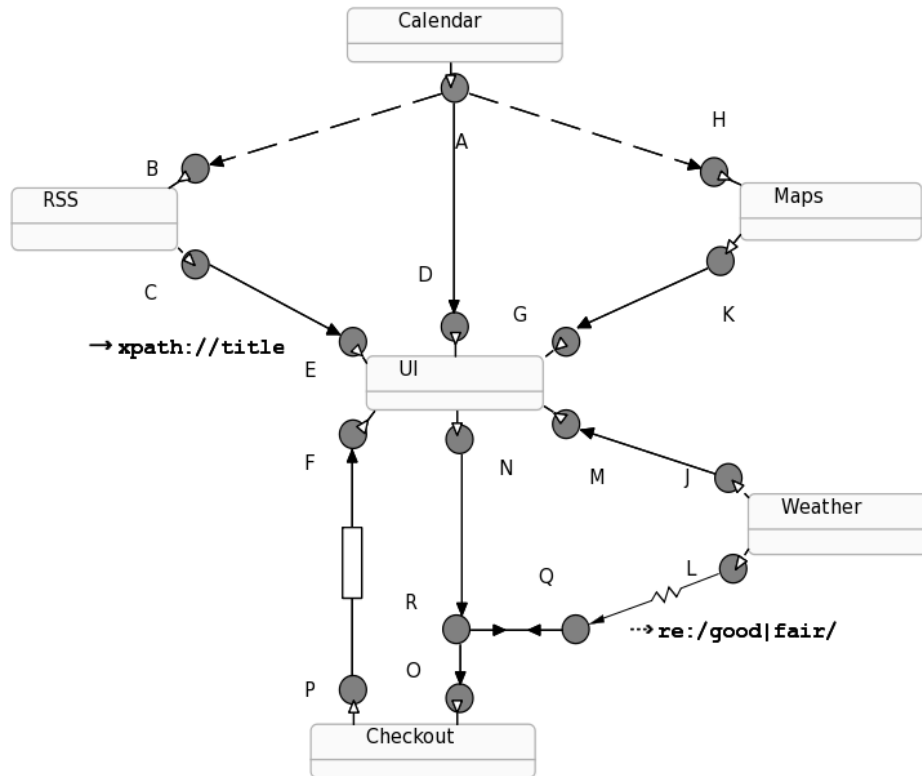 Calendar
H
A
B
RSS
Maps
D
C
G
K
→ xpath://title
E
UI
F
N
M
J
Weather
Q
L
R
⇢ re:/good|fair/
O
P
Checkout